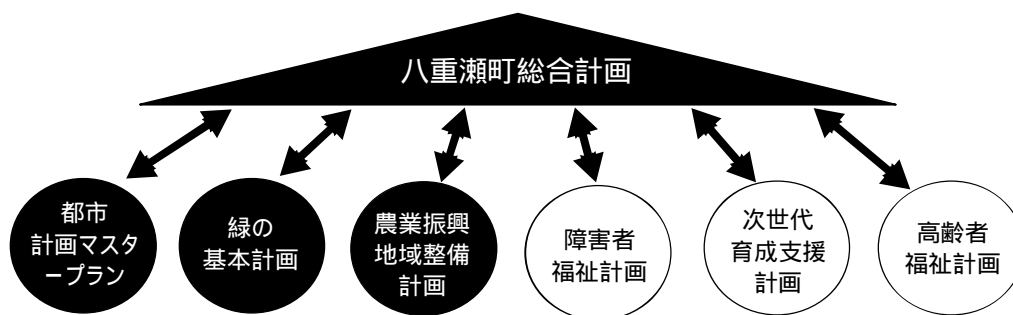 八重瀬町総合計画
都市
計画マスタ
ープラン
緑の
基本計画
農業振興
地域整備
計画
障害者
福祉計画
次世代
育成支援
計画
高齢者
福祉計画